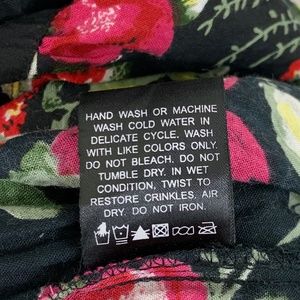 HAND WASH OR MACHINE
WASH COLD WATER IN
DELICATE CYCLE. WASH
WITH LIKE COLORS ONLY.
DO NOT BLEACH. DO NOT
TUMBLE DRY. IN WET
CONDITION, TWIST TO
RESTORE CRINKLES. AIR
DRY. DO NOT IRON.